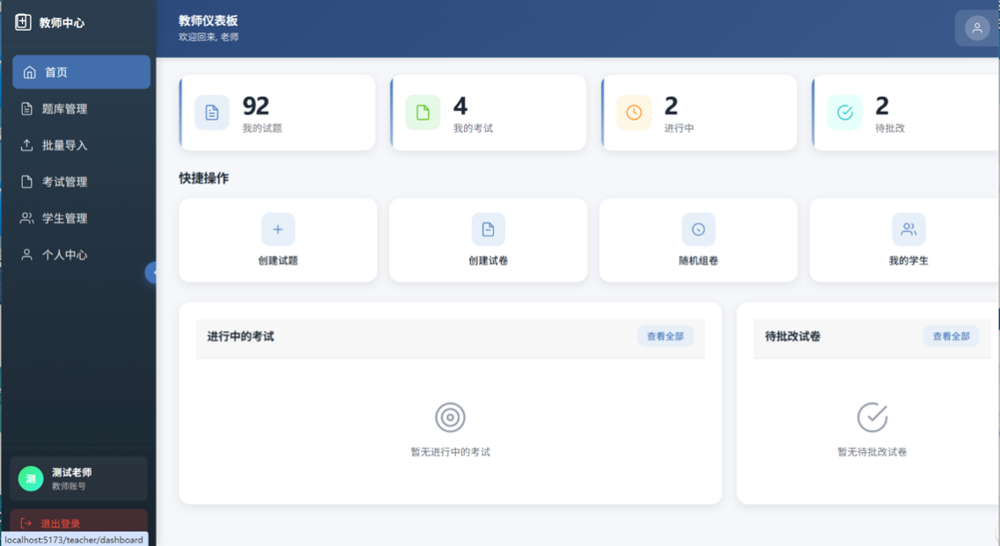 教师中心
首页
题库管理
批量导入
考试管理
学生管理
个人中心
测
测试老师
教师账号
退出登录
localhost:5173/teacher/dashboard
教师仪表板
欢迎回来, 老师
92
我的试题
4
我的考试
2
进行中
2
待批改
快捷操作
创建试题
创建试卷
随机组卷
我的学生
进行中的考试
查看全部
暂无进行中的考试
待批改试卷
查看全部
暂无待批改试卷